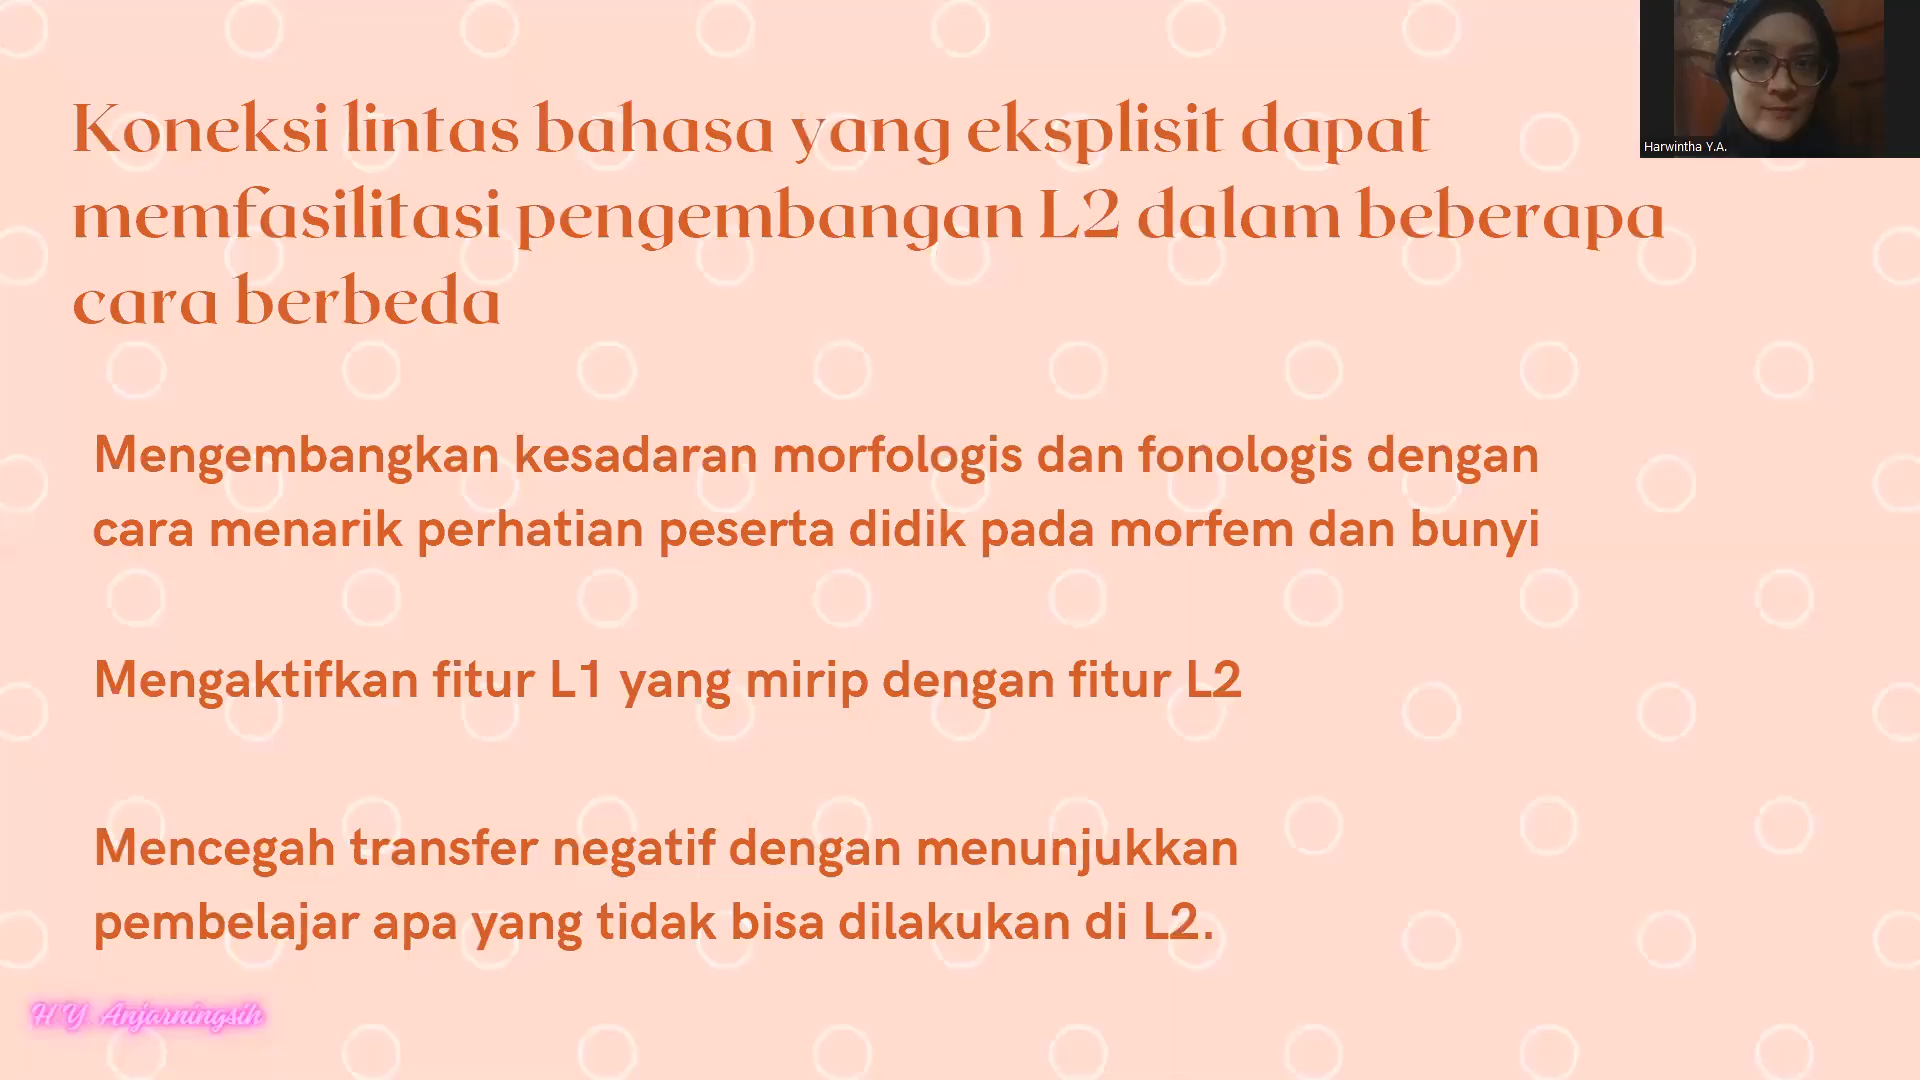 Koneksi lintas bahasa yang eksplisit dapat
memfasilitasi pengembangan L2 dalam beberapa
cara berbeda
Mengembangkan kesadaran morfologis dan fonologis dengan
cara menarik perhatian peserta didik pada morfem dan bunyi
Mengaktifkan fitur L1 yang mirip dengan fitur L2
Mencegah transfer negatif dengan menunjukkan
pembelajar apa yang tidak bisa dilakukan di L2.
H.Y. Anjarningsih
Harwintha Y.A.